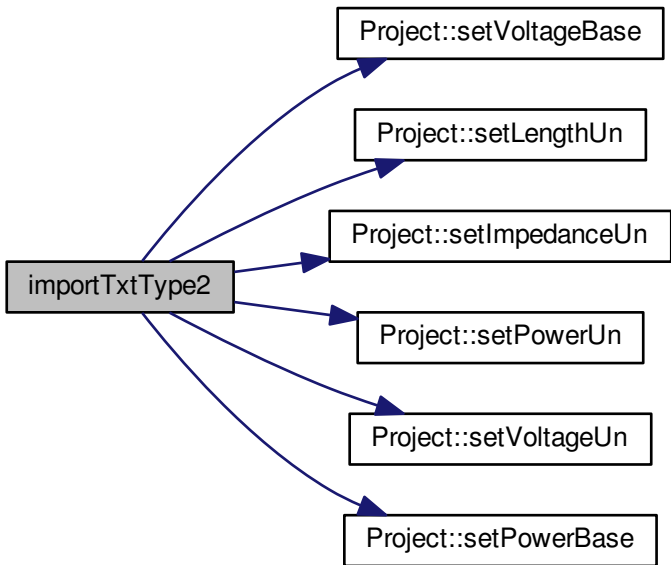 Project::setVoltageBase
Project::setLengthUn
Project::setImpedanceUn
importTxtType2
Project::setPowerUn
Project::setVoltageUn
Project::setPowerBase